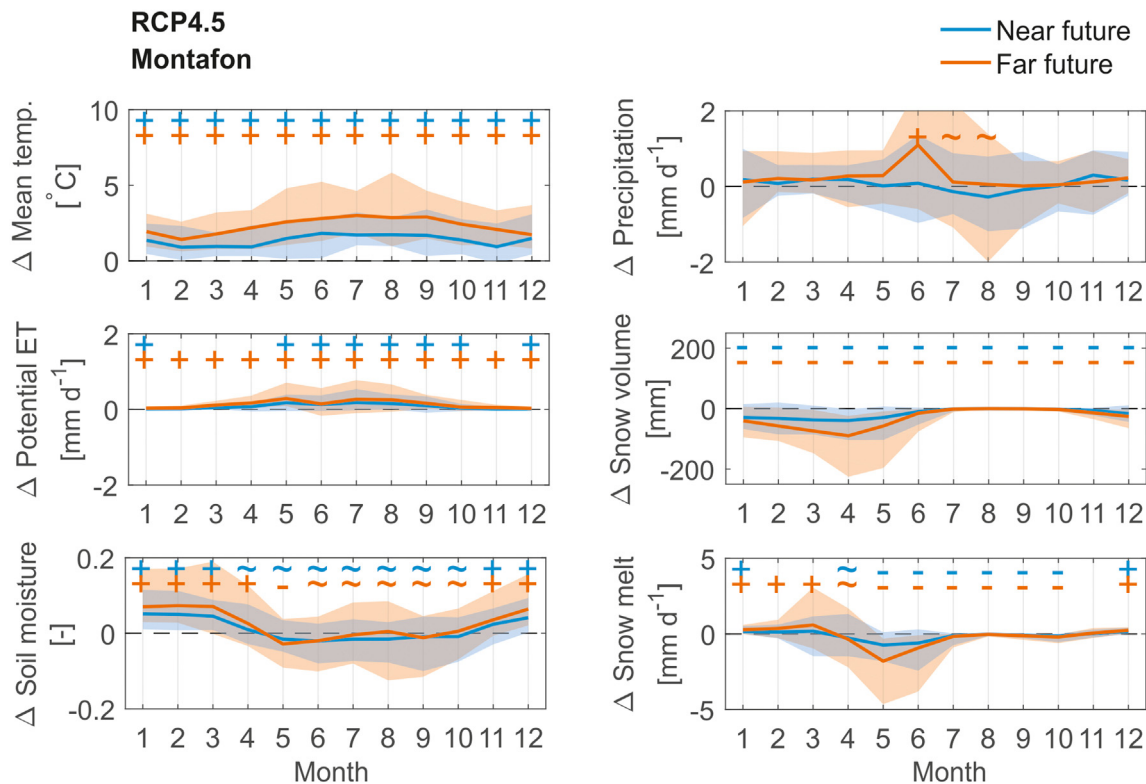 RCP4.5
Montafon
Near future
Far future
Δ Mean temp.
[°C]
10
5
0
+ + + + + + + + + + + +
+ + + + + + + + + + + +
1 2 3 4 5 6 7 8 9 10 11 12
Δ Precipitation
[mm d⁻¹]
2
0
-2
+ ~ ~
1 2 3 4 5 6 7 8 9 10 11 12
Δ Potential ET
[mm d⁻¹]
2
0
-2
+ + + + + + + +
+ + + + + + + + + + + +
1 2 3 4 5 6 7 8 9 10 11 12
Δ Snow volume
[mm]
200
0
-200
- - - - - - - - - - - -
- - - - - - - - - - - -
1 2 3 4 5 6 7 8 9 10 11 12
Δ Soil moisture
[-]
0.2
0
-0.2
+ + + ~ ~ ~ ~ ~ ~ ~ + +
+ + + + - ~ ~ ~ ~ ~ + +
1 2 3 4 5 6 7 8 9 10 11 12
Month
Δ Snow melt
[mm d⁻¹]
5
0
-5
+ ~ - - - - - - +
+ + + ~ - - - - - - +
1 2 3 4 5 6 7 8 9 10 11 12
Month